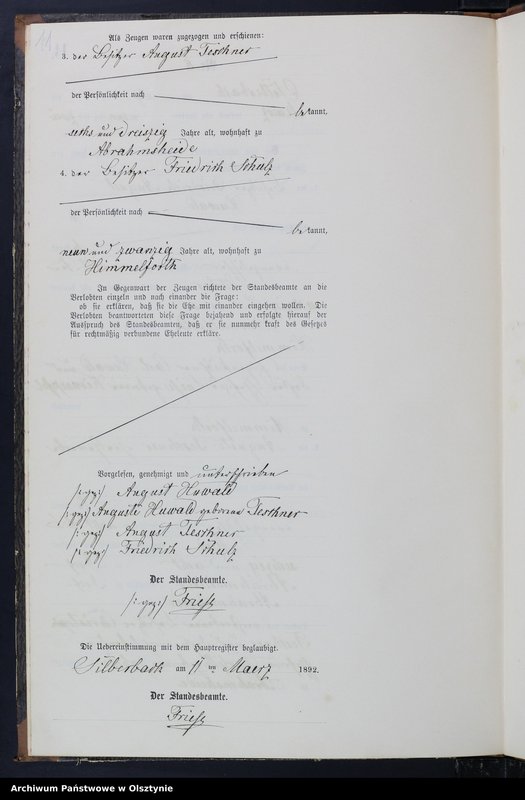 Als Zeugen waren zugezogen und erschienen:
3. der Besitzer August Teschner
der Persönlichkeit nach
bekannt,
sechs und dreiszig Jahre alt, wohnhaft zu
Abrahmsheide
4. der Besitzer Friedrich Schulz
der Persönlichkeit nach
bekannt,
neun und zwanzig Jahre alt, wohnhaft zu
Himmelforth
In Gegenwart der Zeugen richtete der Standesbeamte an die
Verlobten einzeln und nach einander die Frage:
ob sie erklären, daß sie die Ehe mit einander eingehen wollen. Die
Verlobten beantworteten diese Frage bejahend und erfolgte hierauf der
Ausspruch des Standesbeamten, daß er sie nunmehr kraft des Gesetzes
für rechtmäßig verbundene Eheleute erkläre.
Vorgelesen, genehmigt und unterschrieben
/: gez :/ August Huwald
/: gez :/ Auguste Huwald geborene Teschner
/: gez :/ August Teschner
/: gez :/ Friedrich Schulz
Der Standesbeamte.
/: gez :/ Friese
Die Uebereinstimmung mit dem Hauptregister beglaubigt.
Silberbach am 11 ten Maerz 1892.
Der Standesbeamte.
Friese
Archiwum Państwowe w Olsztynie